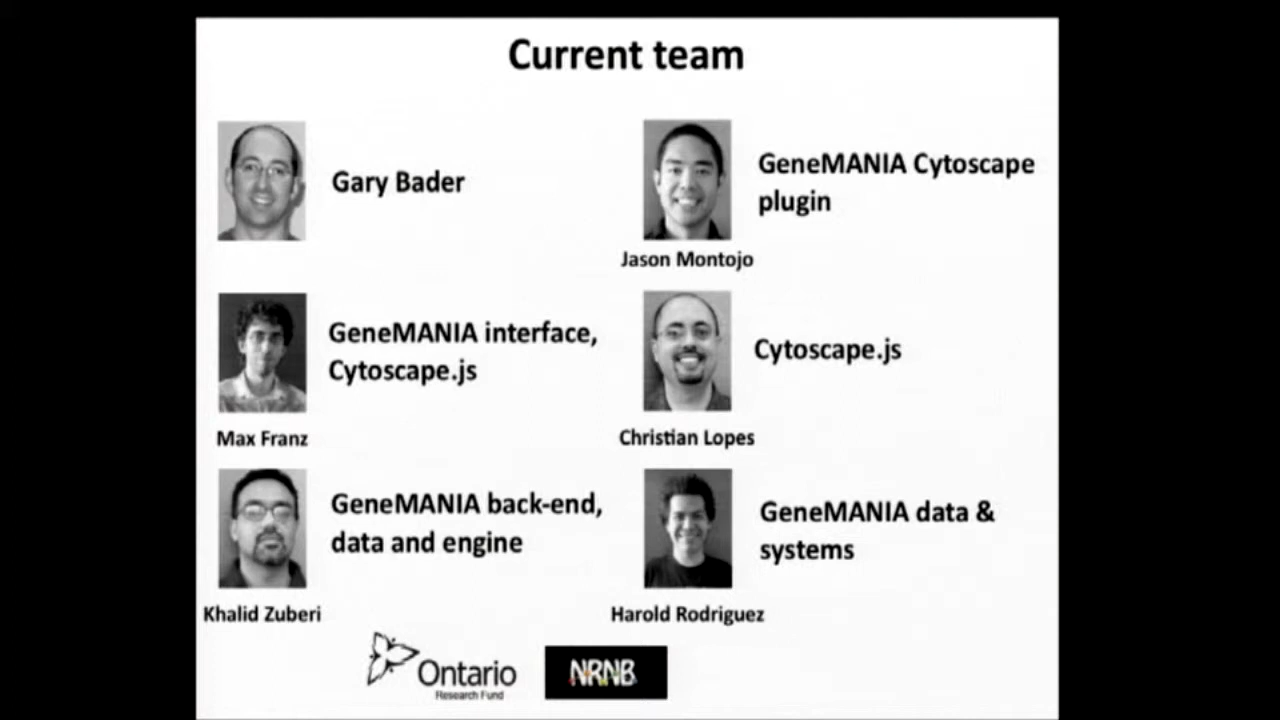 Current team
Gary Bader
GeneMANIA Cytoscape
plugin
Jason Montojo
GeneMANIA interface,
Cytoscape.js
Max Franz
Cytoscape.js
Christian Lopes
GeneMANIA back-end,
data and engine
Khalid Zuberi
GeneMANIA data &
systems
Harold Rodriguez
Ontario
Research Fund
NRNB